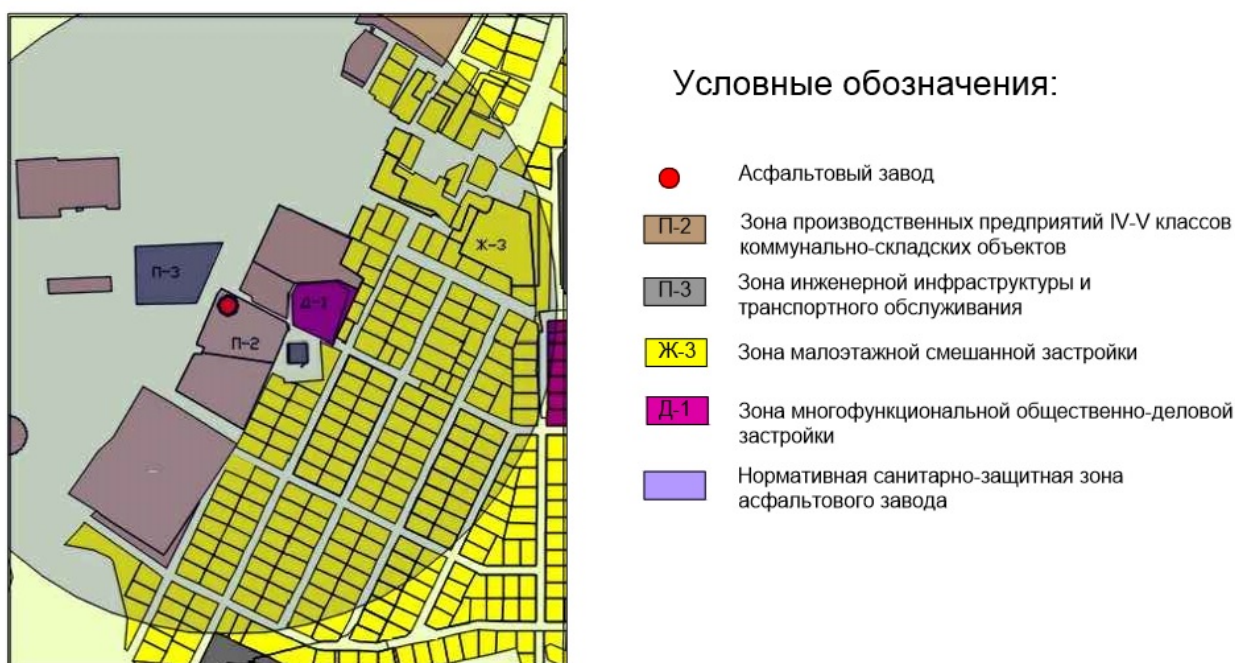 Условные обозначения:
Асфальтовый завод
П-2
Зона производственных предприятий IV-V классов
коммунально-складских объектов
П-3
Зона инженерной инфраструктуры и
транспортного обслуживания
Ж-3
Зона малоэтажной смешанной застройки
Д-1
Зона многофункциональной общественно-деловой
застройки
Нормативная санитарно-защитная зона
асфальтового завода
Ж-3
П-3
Д-1
П-2